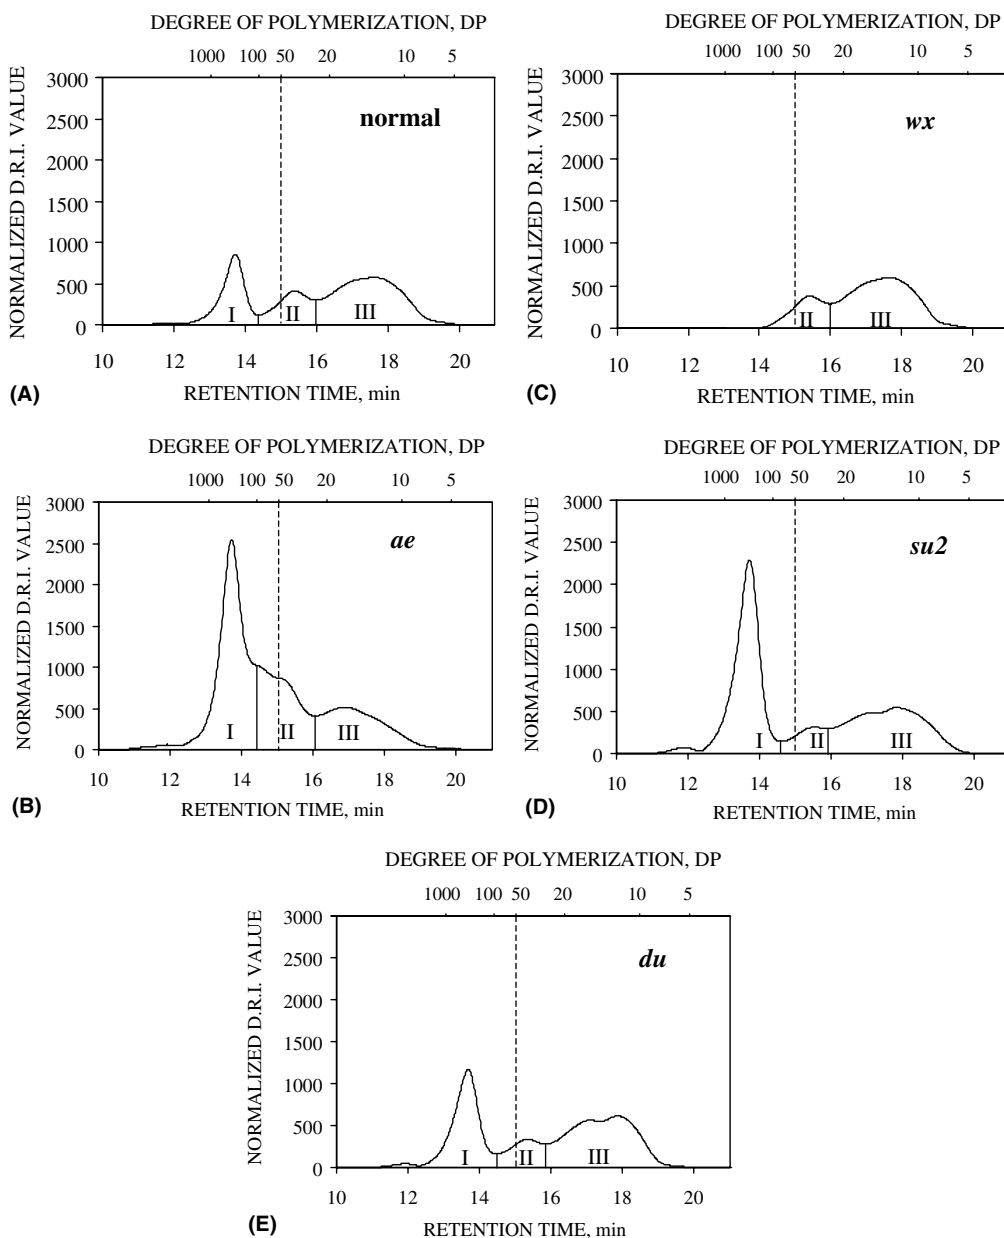 DEGREE OF POLYMERIZATION, DP
1000 100 50 20 10 5
NORMALIZED D.R.I. VALUE
3000
2500
2000
1500
1000
500
0
normal
I II III
10 12 14 16 18 20
RETENTION TIME, min
(A)
DEGREE OF POLYMERIZATION, DP
1000 100 50 20 10 5
NORMALIZED D.R.I. VALUE
3000
2500
2000
1500
1000
500
0
wx
II III
10 12 14 16 18 20
RETENTION TIME, min
(C)
DEGREE OF POLYMERIZATION, DP
1000 100 50 20 10 5
NORMALIZED D.R.I. VALUE
3000
2500
2000
1500
1000
500
0
ae
I II III
10 12 14 16 18 20
RETENTION TIME, min
(B)
DEGREE OF POLYMERIZATION, DP
1000 100 50 20 10 5
NORMALIZED D.R.I. VALUE
3000
2500
2000
1500
1000
500
0
su2
I II III
10 12 14 16 18 20
RETENTION TIME, min
(D)
DEGREE OF POLYMERIZATION, DP
1000 100 50 20 10 5
NORMALIZED D.R.I. VALUE
3000
2500
2000
1500
1000
500
0
du
I II III
10 12 14 16 18 20
RETENTION TIME, min
(E)